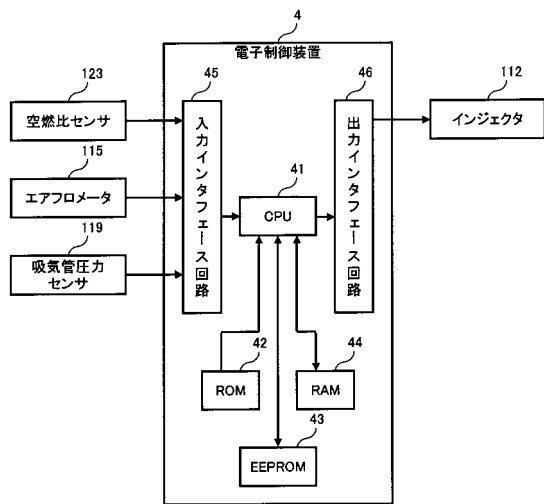 4
電子制御装置
123
空燃比センサ
115
エアフロメータ
119
吸気管圧力
センサ
45
入力インタフェース回路
41
CPU
46
出力インタフェース回路
112
インジェクタ
42
ROM
44
RAM
43
EEPROM